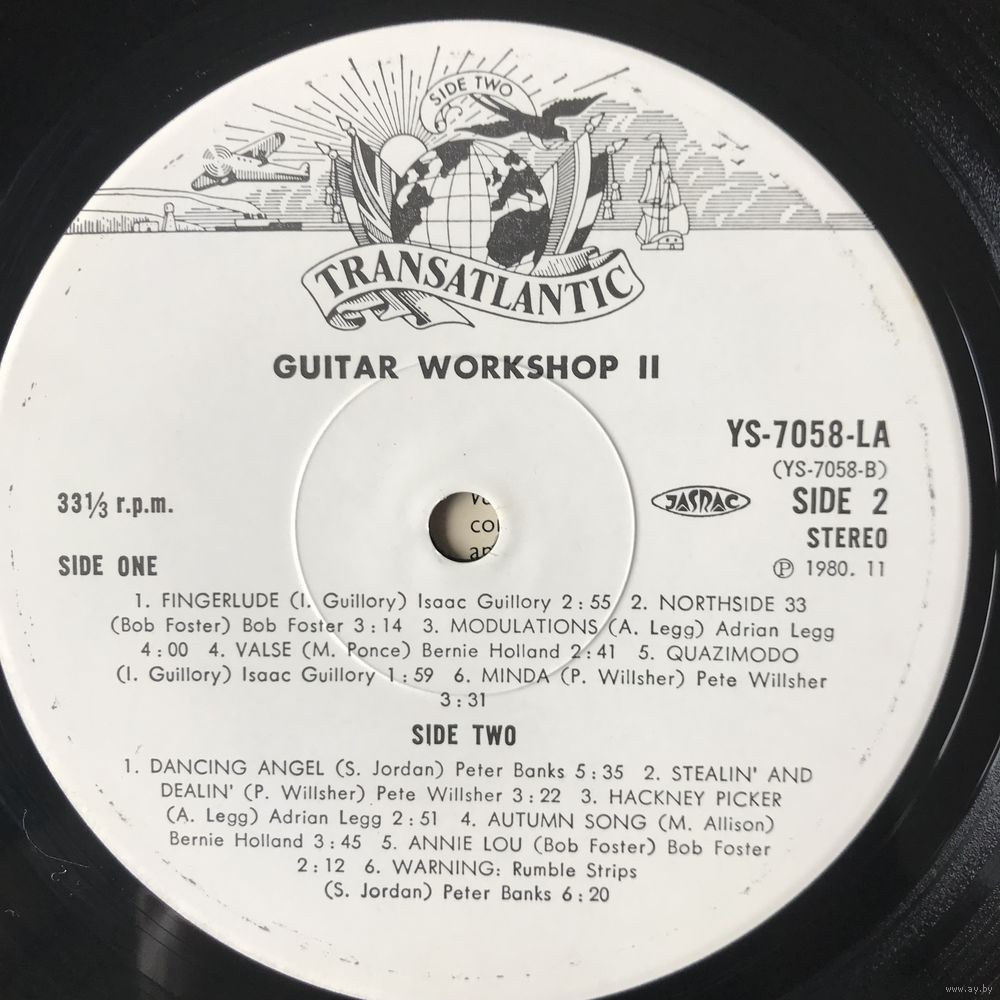 SIDE TWO
TRANSATLANTIC
GUITAR WORKSHOP II
YS-7058-LA
(YS-7058-B)
33 1/3 r.p.m.
JASRAC
SIDE 2
STEREO
SIDE ONE
Ⓟ 1980. 11
co
1. FINGERLUDE (I. Guillory) Isaac Guillory 2:55 2. NORTHSIDE 33
(Bob Foster) Bob Foster 3:14 3. MODULATIONS (A. Legg) Adrian Legg
4:00 4. VALSE (M. Ponce) Bernie Holland 2:41 5. QUAZIMODO
(I. Guillory) Isaac Guillory 1:59 6. MINDA (P. Willsher) Pete Willsher
3:31
SIDE TWO
1. DANCING ANGEL (S. Jordan) Peter Banks 5:35 2. STEALIN' AND
DEALIN' (P. Willsher) Pete Willsher 3:22 3. HACKNEY PICKER
(A. Legg) Adrian Legg 2:51 4. AUTUMN SONG (M. Allison)
Bernie Holland 3:45 5. ANNIE LOU (Bob Foster) Bob Foster
2:12 6. WARNING: Rumble Strips
(S. Jordan) Peter Banks 6:20
www.ay.by